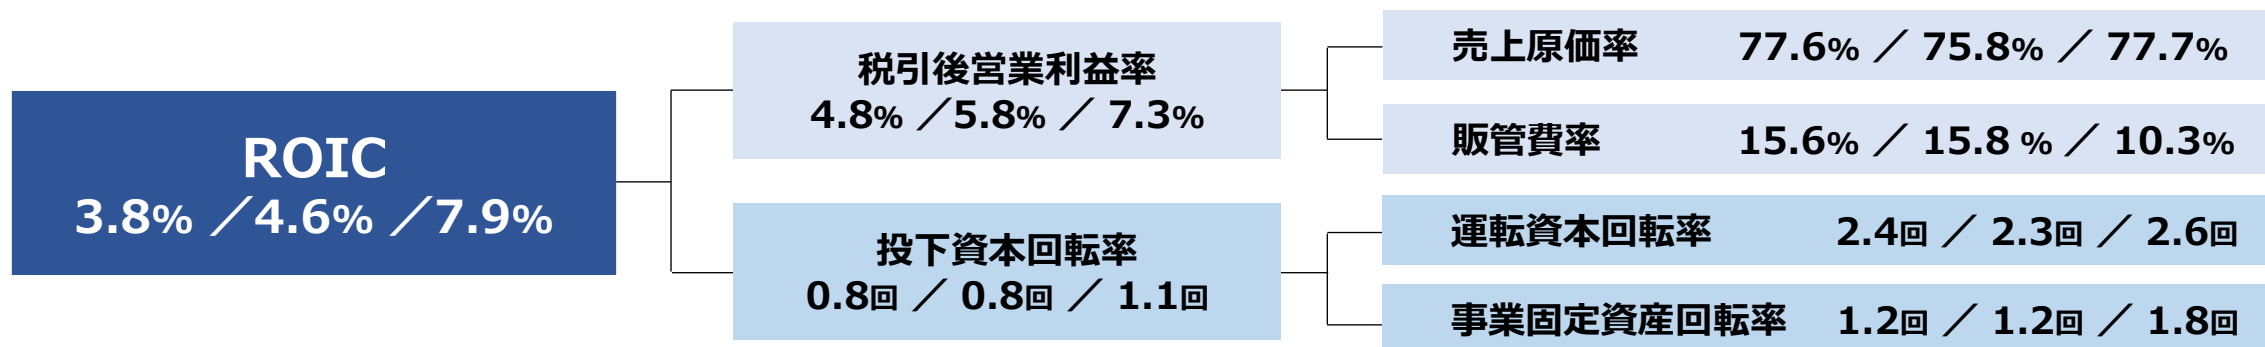 ROIC
3.8% ／4.6% ／7.9%
税引後営業利益率
4.8% ／5.8% ／ 7.3%
投下資本回転率
0.8回 ／ 0.8回 ／ 1.1回
売上原価率 77.6% ／ 75.8% ／ 77.7%
販管費率 15.6% ／ 15.8 % ／ 10.3%
運転資本回転率 2.4回 ／ 2.3回 ／ 2.6回
事業固定資産回転率 1.2回 ／ 1.2回 ／ 1.8回